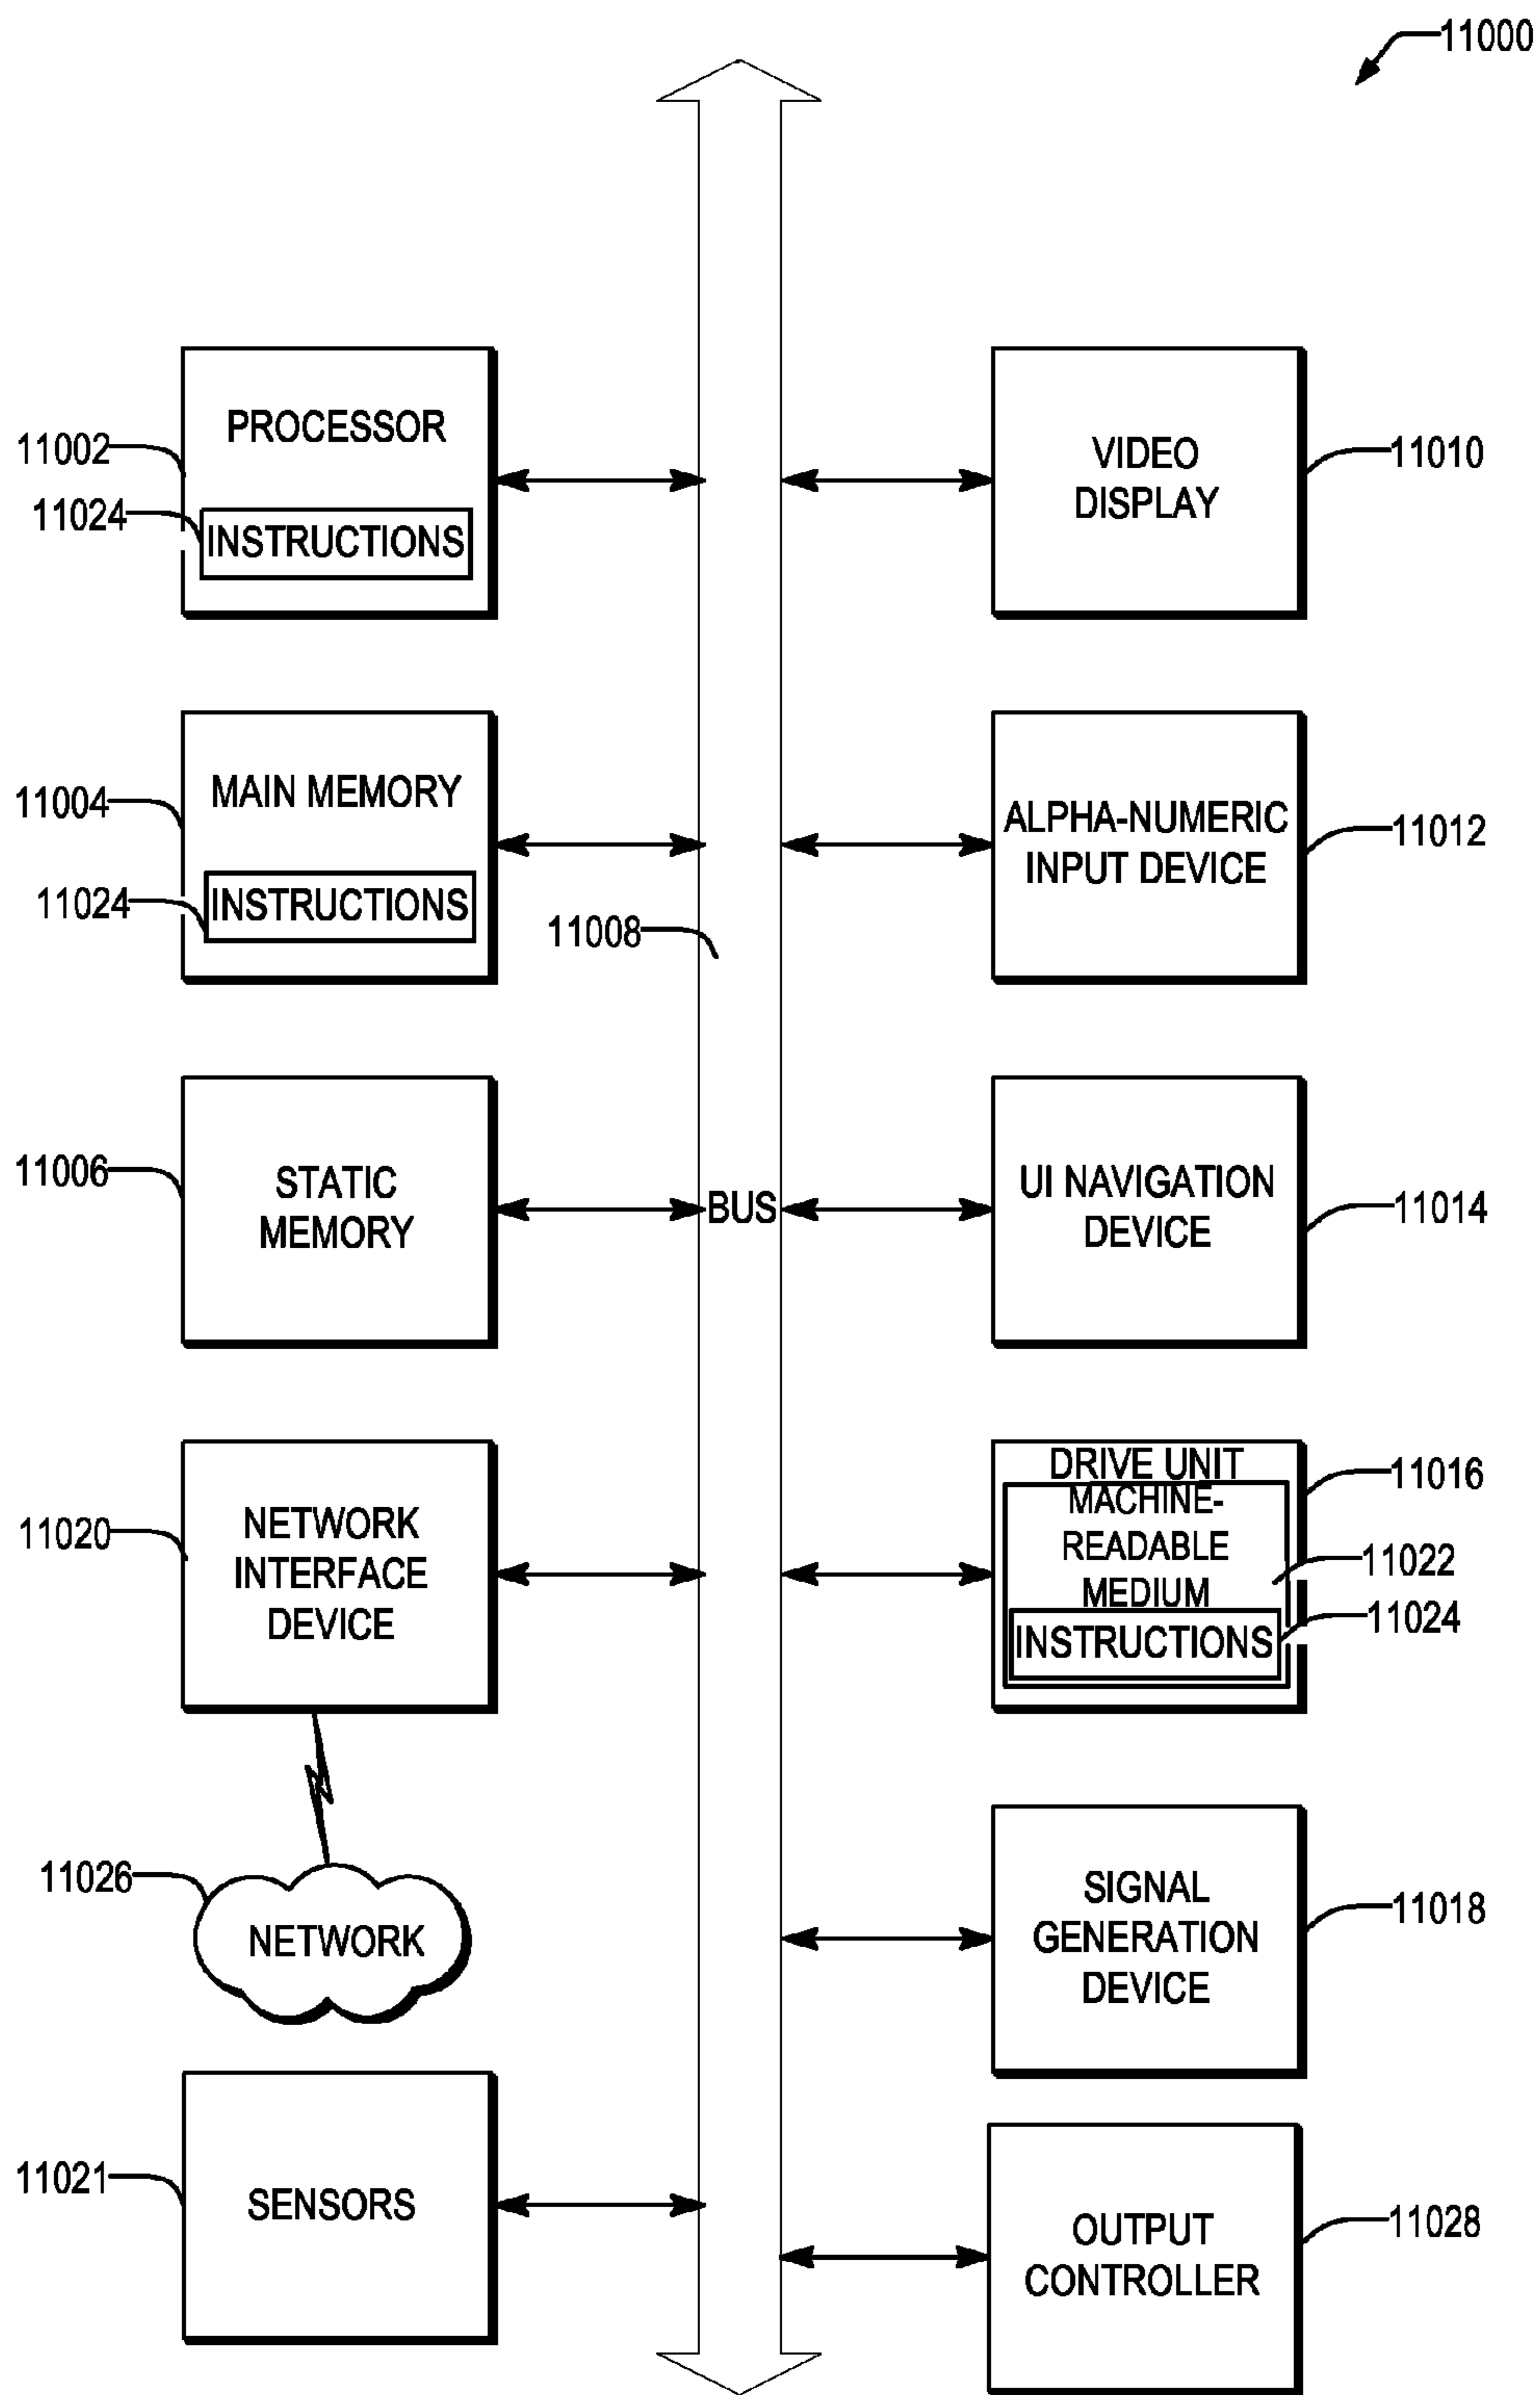 11000
PROCESSOR
11002
11024
INSTRUCTIONS
VIDEO
DISPLAY
11010
MAIN MEMORY
11004
11024
INSTRUCTIONS
11008
ALPHA-NUMERIC
INPUT DEVICE
11012
11006
STATIC
MEMORY
BUS
UI NAVIGATION
DEVICE
11014
11020
NETWORK
INTERFACE
DEVICE
DRIVE UNIT
11016
MACHINE-
READABLE
MEDIUM
11022
INSTRUCTIONS
11024
11026
NETWORK
SIGNAL
GENERATION
DEVICE
11018
11021
SENSORS
OUTPUT
CONTROLLER
11028